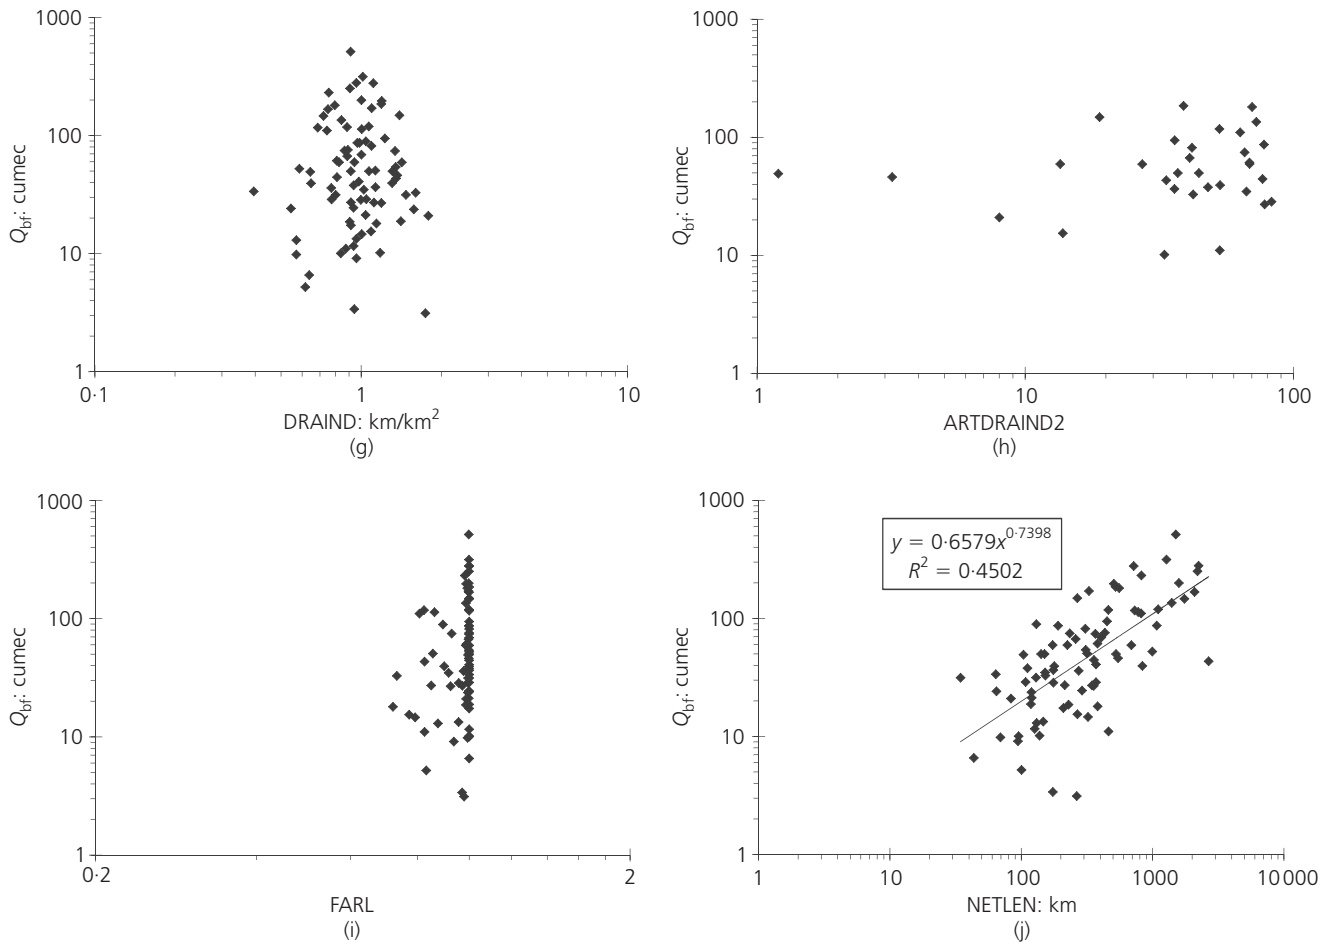 1000
100
10
1
Q_bf: cumec
0·1
1
10
DRAIND: km/km²
(g)
1000
100
10
1
Q_bf: cumec
1
10
100
ARTDRAIND2
(h)
1000
100
10
1
Q_bf: cumec
0·2
2
FARL
(i)
1000
100
10
1
Q_bf: cumec
y = 0·6579x^0·7398
R² = 0·4502
1
10
100
1000
10 000
NETLEN: km
(j)